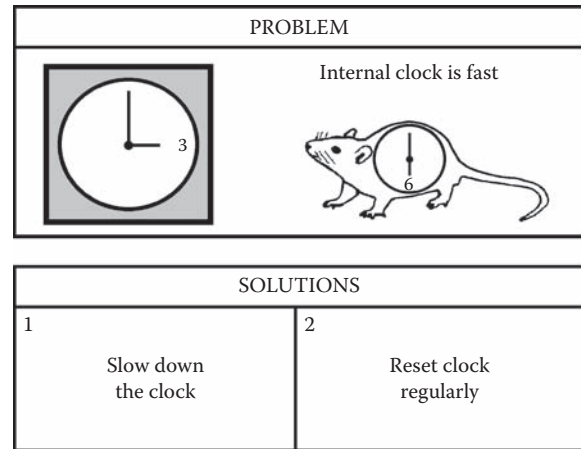 PROBLEM
Internal clock is fast
3
6
SOLUTIONS
1
Slow down
the clock
2
Reset clock
regularly